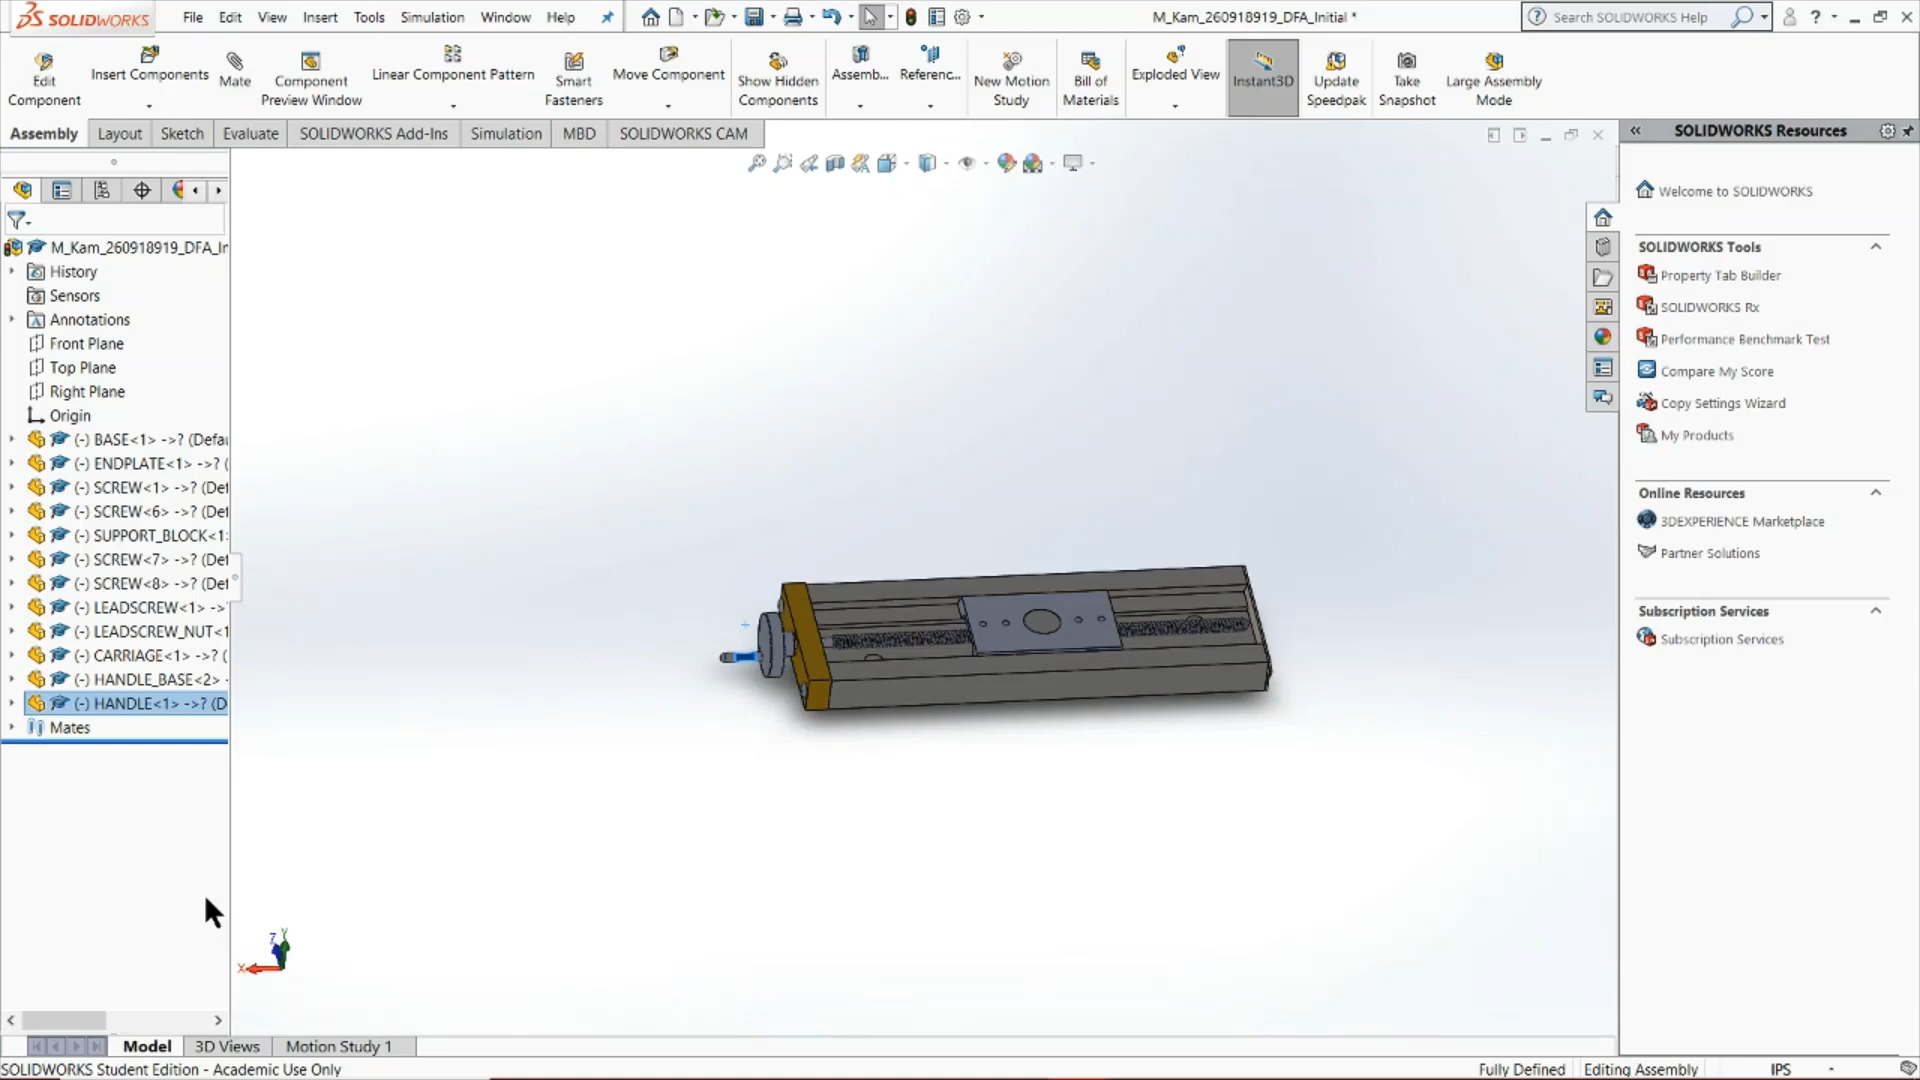 SOLIDWORKS
File Edit View Insert Tools Simulation Window Help
M_Kam_260918919_DFA_Initial *
Search SOLIDWORKS Help
Edit Component
Insert Components
Mate
Component Preview Window
Linear Component Pattern
Smart Fasteners
Move Component
Show Hidden Components
Assemb...
Referenc...
New Motion Study
Bill of Materials
Exploded View
Instant3D
Update Speedpak
Take Snapshot
Large Assembly Mode
Assembly Layout Sketch Evaluate SOLIDWORKS Add-Ins Simulation MBD SOLIDWORKS CAM
M_Kam_260918919_DFA_In
History
Sensors
Annotations
Front Plane
Top Plane
Right Plane
Origin
(-) BASE<1> ->? (Defau
(-) ENDPLATE<1> ->? (
(-) SCREW<1> ->? (Def
(-) SCREW<6> ->? (Def
(-) SUPPORT_BLOCK<1>
(-) SCREW<7> ->? (Def
(-) SCREW<8> ->? (Def
(-) LEADSCREW<1> ->?
(-) LEADSCREW_NUT<1
(-) CARRIAGE<1> ->? (
(-) HANDLE_BASE<2> -
(-) HANDLE<1> ->? (D
Mates
Z Y
X
SOLIDWORKS Resources
Welcome to SOLIDWORKS
SOLIDWORKS Tools
Property Tab Builder
SOLIDWORKS Rx
Performance Benchmark Test
Compare My Score
Copy Settings Wizard
My Products
Online Resources
3DEXPERIENCE Marketplace
Partner Solutions
Subscription Services
Subscription Services
Model 3D Views Motion Study 1
SOLIDWORKS Student Edition - Academic Use Only
Fully Defined Editing Assembly IPS -